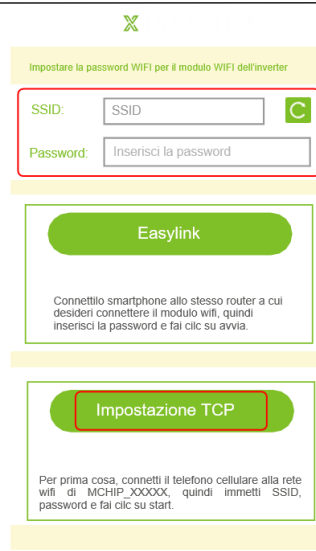 Impostare la password WIFI per il modulo WIFI dell'inverter
SSID:
SSID
Password:
Inserisci la password
Easylink
Connettilo smartphone allo stesso router a cui
desideri connettere il modulo wifi, quindi
inserisci la password e fai cilc su avvia.
Impostazione TCP
Per prima cosa, connetti il telefono cellulare alla rete
wifi di MCHIP_XXXXX, quindi immetti SSID,
password e fai cilc su start.